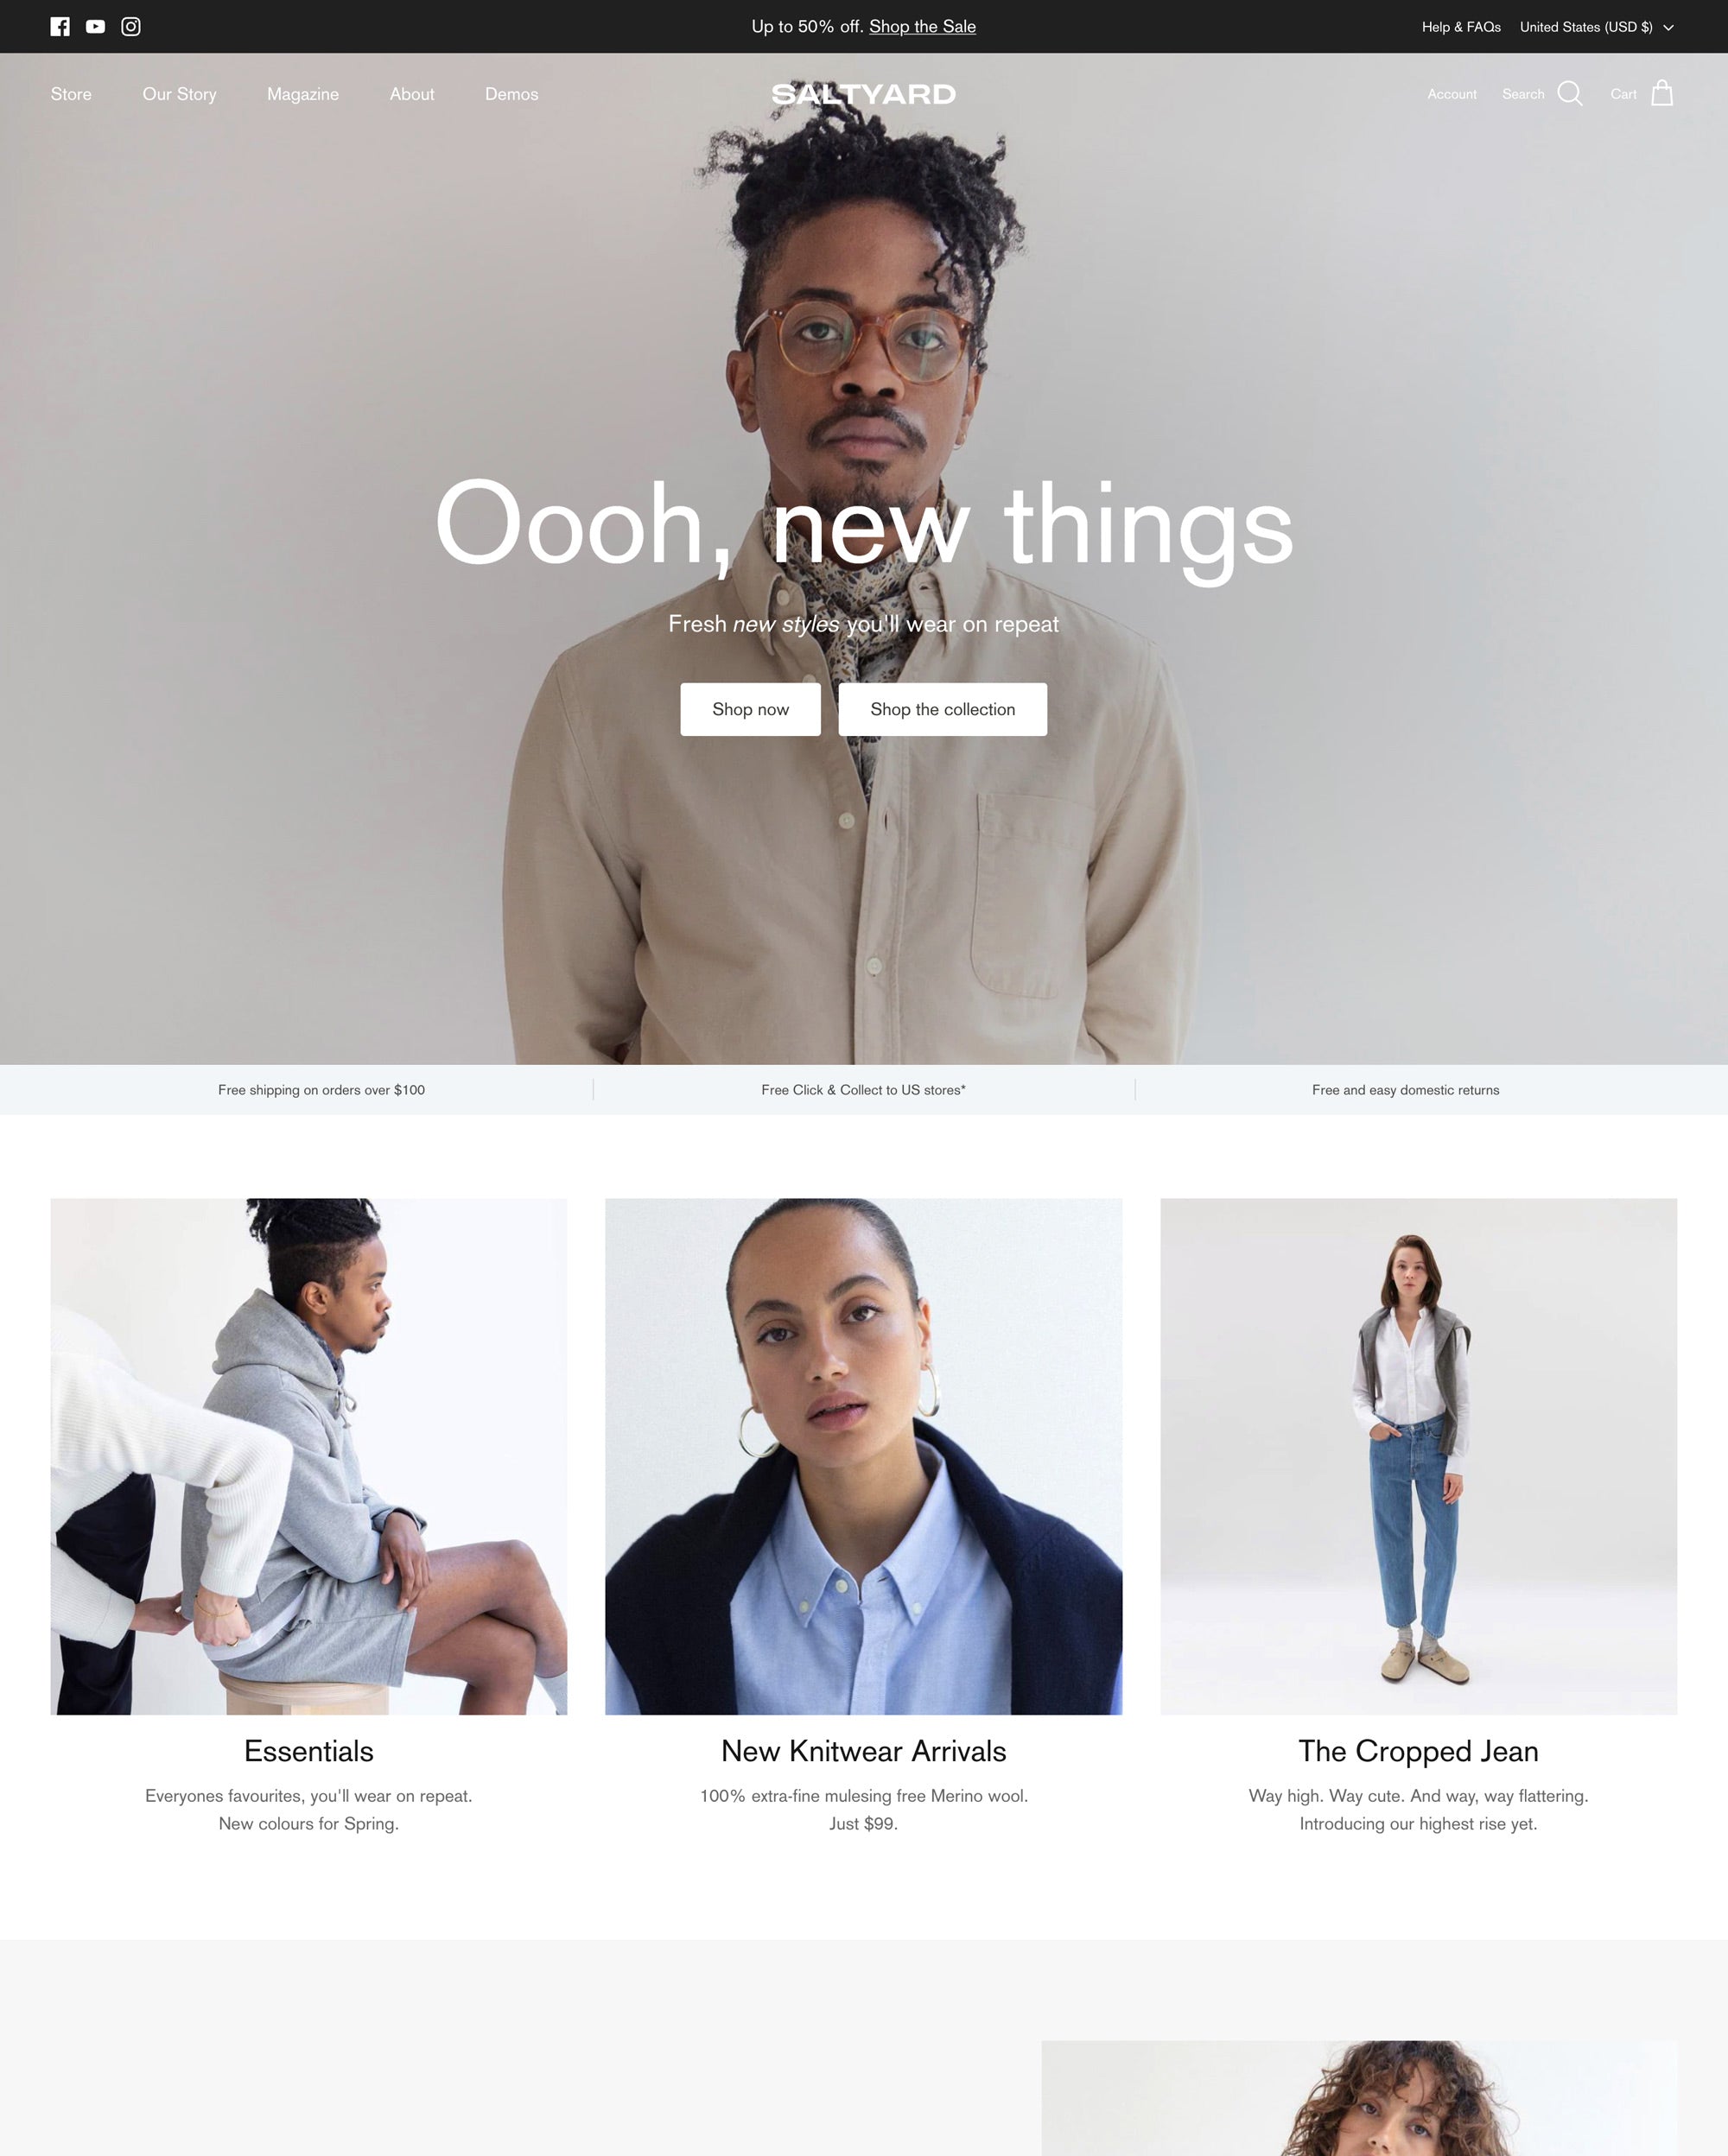 Up to 50% off. Shop the Sale
Help & FAQs
United States (USD $)
Store
Our Story
Magazine
About
Demos
SALTYARD
Account
Search
Cart
Oooh, new things
Fresh new styles you'll wear on repeat
Shop now
Shop the collection
Free shipping on orders over $100
Free Click & Collect to US stores*
Free and easy domestic returns
Essentials
Everyones favourites, you'll wear on repeat.
New colours for Spring.
New Knitwear Arrivals
100% extra-fine mulesing free Merino wool.
Just $99.
The Cropped Jean
Way high. Way cute. And way, way flattering.
Introducing our highest rise yet.